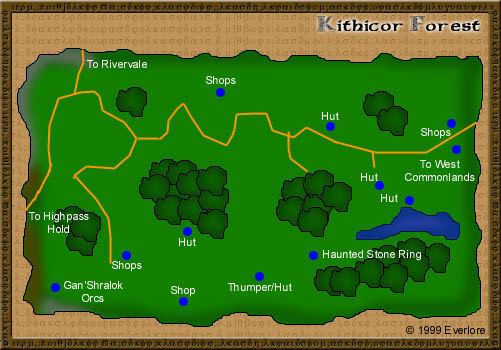 Kithicor Forest
To Rivervale
Shops
Hut
Shops
To West
Commonlands
Hut
Hut
To Highpass
Hold
Hut
Shops
Haunted Stone Ring
Gan'Shralok
Orcs
Shop
Thumper/Hut
© 1999 Everlore